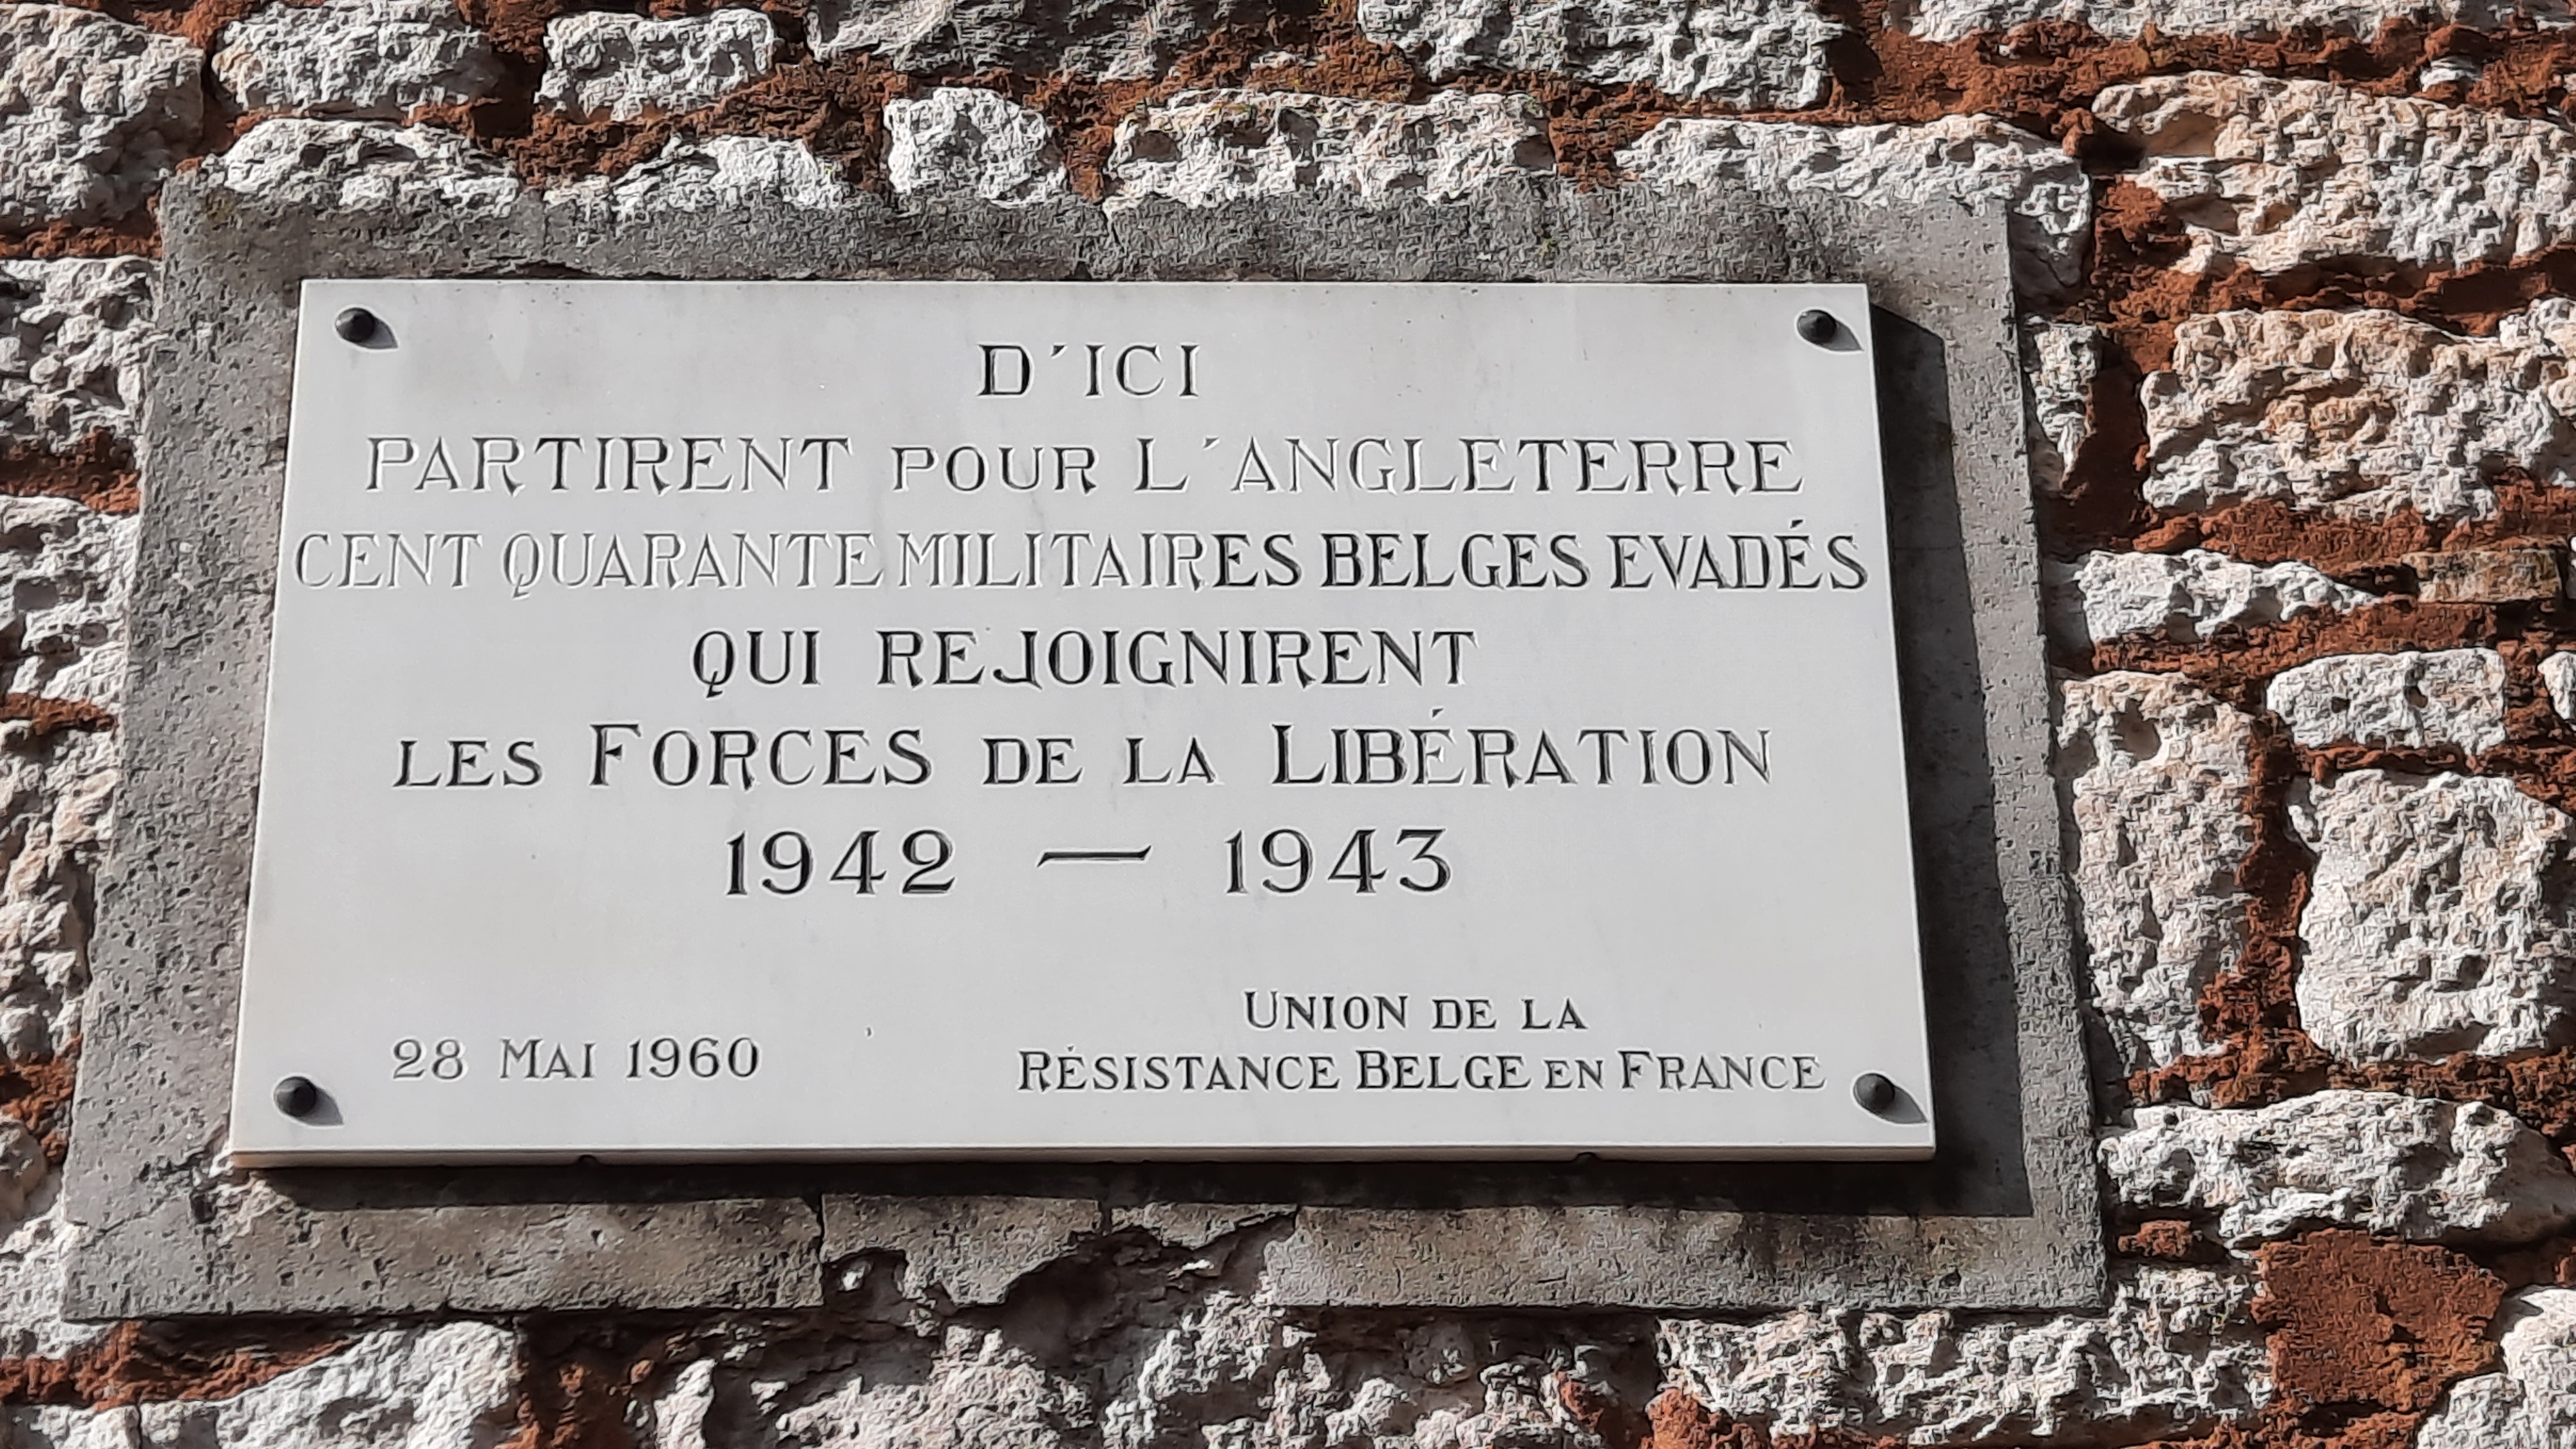 D'ICI
PARTIRENT POUR L'ANGLETERRE
CENT QUARANTE MILITAIRES BELGES EVADÉS
QUI REJOIGNIRENT
LES FORCES DE LA LIBÉRATION
1942 — 1943
UNION DE LA
28 MAI 1960 RÉSISTANCE BELGE EN FRANCE